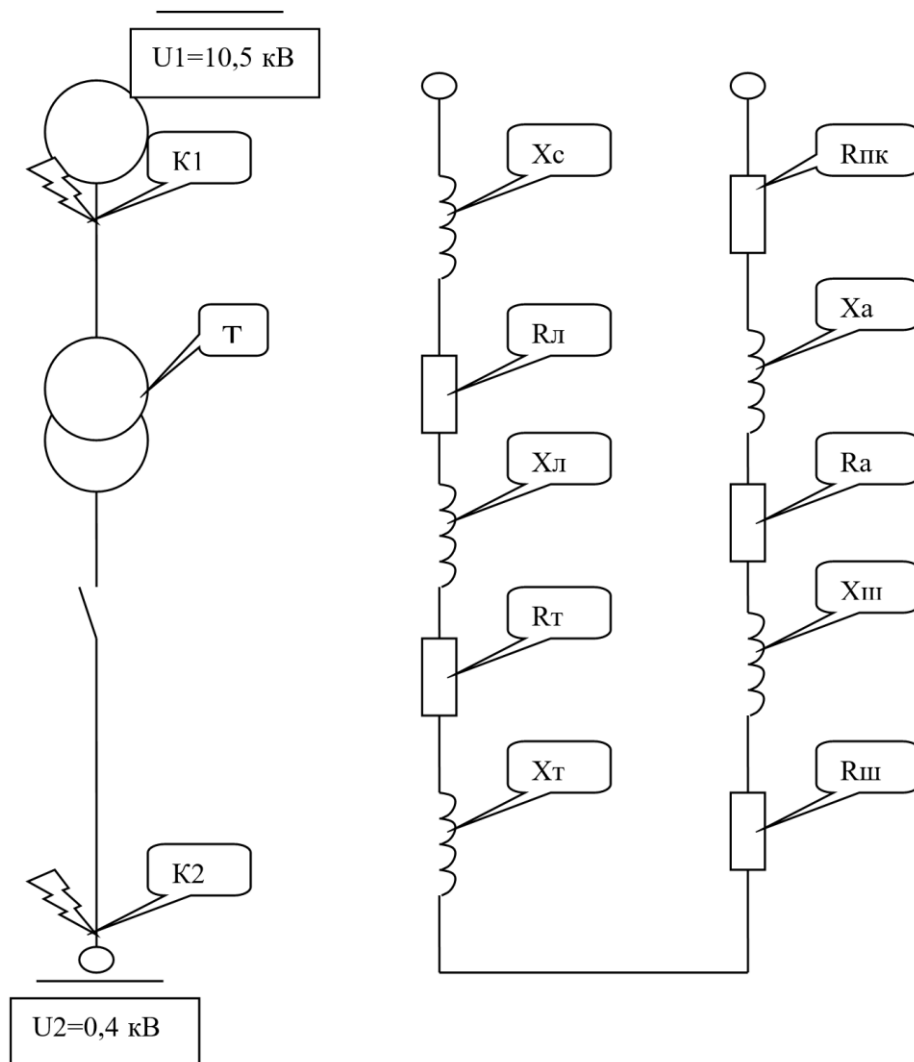 U1=10,5 кВ
К1
Т
К2
U2=0,4 кВ
Хс
Rл
Хл
Rт
Хт
Rпк
Ха
Rа
Хш
Rш